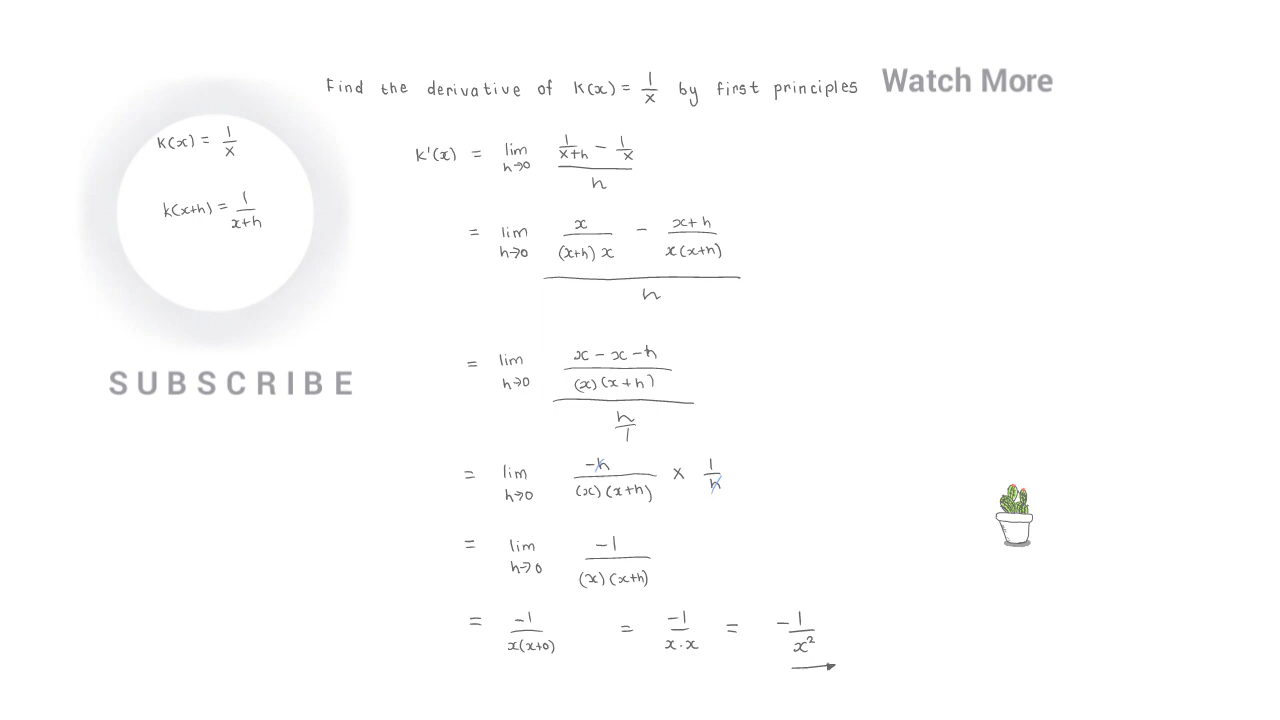 Find the derivative of K(x) = 1/x by first principles
Watch More
K(x) = 1/x
k(x+h) = 1/(x+h)
SUBSCRIBE
K'(x) = lim h→0 (1/(x+h) − 1/x)/h
= lim h→0 (x/((x+h)x) − (x+h)/(x(x+h)))/h
= lim h→0 ((x − x − h)/((x)(x+h)))/(h/1)
= lim h→0 −h/((x)(x+h)) × 1/h
= lim h→0 −1/((x)(x+h))
= −1/(x(x+0)) = −1/(x·x) = −1/x²